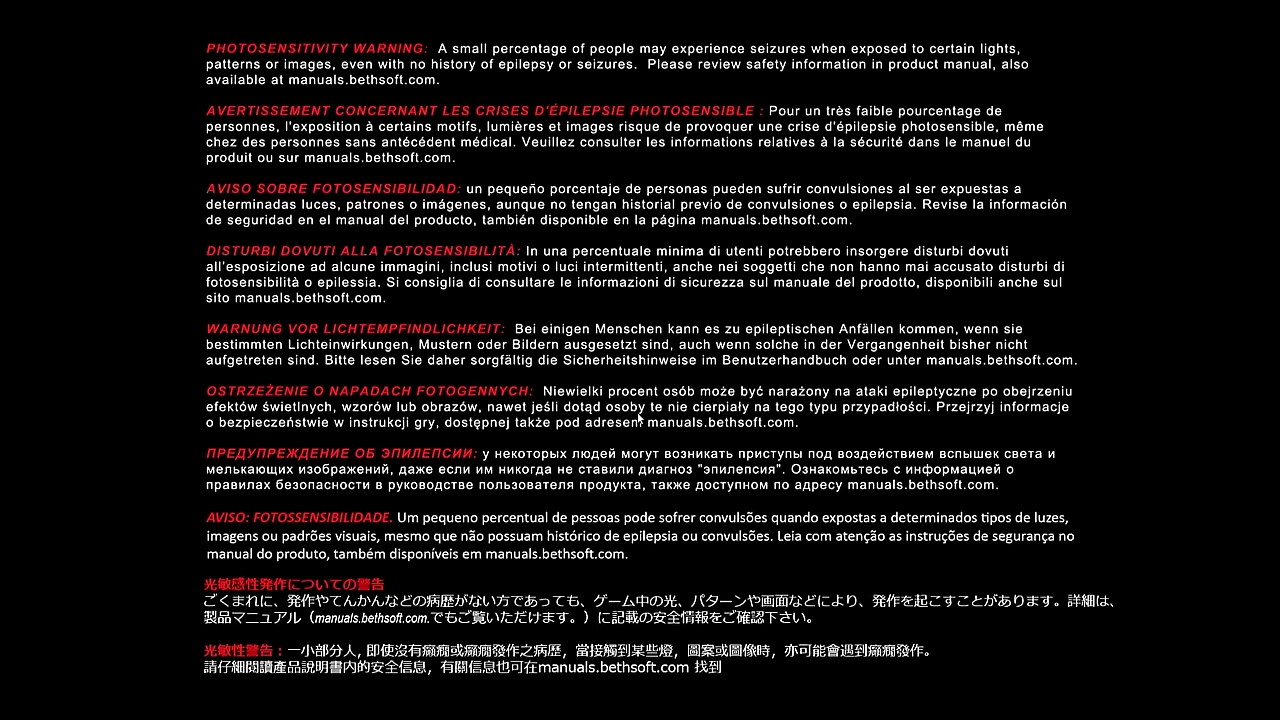 PHOTOSENSITIVITY WARNING: A small percentage of people may experience seizures when exposed to certain lights,
patterns or images, even with no history of epilepsy or seizures. Please review safety information in product manual, also
available at manuals.bethsoft.com.
AVERTISSEMENT CONCERNANT LES CRISES D'ÉPILEPSIE PHOTOSENSIBLE : Pour un très faible pourcentage de
personnes, l'exposition à certains motifs, lumières et images risque de provoquer une crise d'épilepsie photosensible, même
chez des personnes sans antécédent médical. Veuillez consulter les informations relatives à la sécurité dans le manuel du
produit ou sur manuals.bethsoft.com.
AVISO SOBRE FOTOSENSIBILIDAD: un pequeño porcentaje de personas pueden sufrir convulsiones al ser expuestas a
determinadas luces, patrones o imágenes, aunque no tengan historial previo de convulsiones o epilepsia. Revise la información
de seguridad en el manual del producto, también disponible en la página manuals.bethsoft.com.
DISTURBI DOVUTI ALLA FOTOSENSIBILITÀ: In una percentuale minima di utenti potrebbero insorgere disturbi dovuti
all'esposizione ad alcune immagini, inclusi motivi o luci intermittenti, anche nei soggetti che non hanno mai accusato disturbi di
fotosensibilità o epilessia. Si consiglia di consultare le informazioni di sicurezza sul manuale del prodotto, disponibili anche sul
sito manuals.bethsoft.com.
WARNUNG VOR LICHTEMPFINDLICHKEIT: Bei einigen Menschen kann es zu epileptischen Anfällen kommen, wenn sie
bestimmten Lichteinwirkungen, Mustern oder Bildern ausgesetzt sind, auch wenn solche in der Vergangenheit bisher nicht
aufgetreten sind. Bitte lesen Sie daher sorgfältig die Sicherheitshinweise im Benutzerhandbuch oder unter manuals.bethsoft.com.
OSTRZEŻENIE O NAPADACH FOTOGENNYCH: Niewielki procent osób może być narażony na ataki epileptyczne po obejrzeniu
efektów świetlnych, wzorów lub obrazów, nawet jeśli dotąd osoby te nie cierpiały na tego typu przypadłości. Przejrzyj informacje
o bezpieczeństwie w instrukcji gry, dostępnej także pod adresem manuals.bethsoft.com.
ПРЕДУПРЕЖДЕНИЕ ОБ ЭПИЛЕПСИИ: у некоторых людей могут возникать приступы под воздействием вспышек света и
мелькающих изображений, даже если им никогда не ставили диагноз "эпилепсия". Ознакомьтесь с информацией о
правилах безопасности в руководстве пользователя продукта, также доступном по адресу manuals.bethsoft.com.
AVISO: FOTOSSENSIBILIDADE. Um pequeno percentual de pessoas pode sofrer convulsões quando expostas a determinados tipos de luzes,
imagens ou padrões visuais, mesmo que não possuam histórico de epilepsia ou convulsões. Leia com atenção as instruções de segurança no
manual do produto, também disponíveis em manuals.bethsoft.com.
光敏感性発作についての警告
ごくまれに、発作やてんかんなどの病歴がない方であっても、ゲーム中の光、パターンや画面などにより、発作を起こすことがあります。詳細は、
製品マニュアル（manuals.bethsoft.com.でもご覧いただけます。）に記載の安全情報をご確認下さい。
光敏性警告：一小部分人, 即使沒有癲癇或癲癇發作之病歷，當接觸到某些燈，圖案或圖像時，亦可能會遇到癲癇發作。
請仔細閱讀產品說明書内的安全信息，有關信息也可在manuals.bethsoft.com 找到